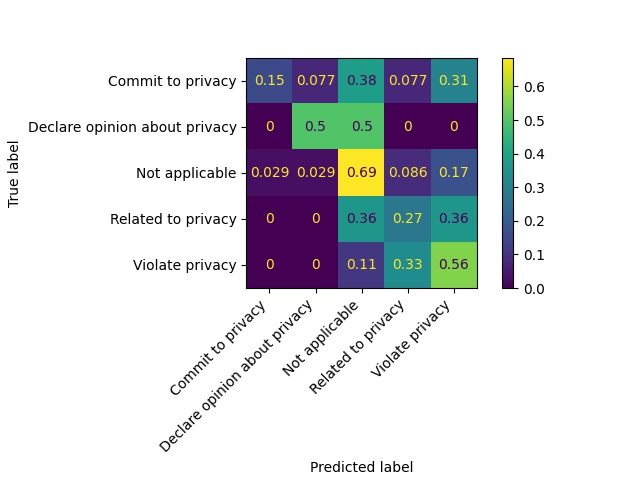 Commit to privacy 0.15 0.077 0.38 0.077 0.31
Declare opinion about privacy 0 0.5 0.5 0 0
Not applicable 0.029 0.029 0.69 0.086 0.17
Related to privacy 0 0 0.36 0.27 0.36
Violate privacy 0 0 0.11 0.33 0.56
True label
Commit to privacy
Declare opinion about privacy
Not applicable
Related to privacy
Violate privacy
Predicted label
0.6
0.5
0.4
0.3
0.2
0.1
0.0